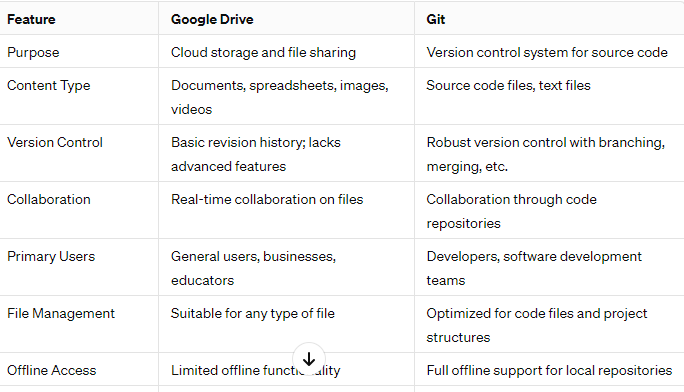 Feature Google Drive Git
Purpose Cloud storage and file sharing Version control system for source code
Content Type Documents, spreadsheets, images, Source code files, text files
videos
Version Control Basic revision history; lacks Robust version control with branching,
advanced features merging, etc.
Collaboration Real-time collaboration on files Collaboration through code
repositories
Primary Users General users, businesses, Developers, software development
educators teams
File Management Suitable for any type of file Optimized for code files and project
structures
Offline Access Limited offline functionality Full offline support for local repositories